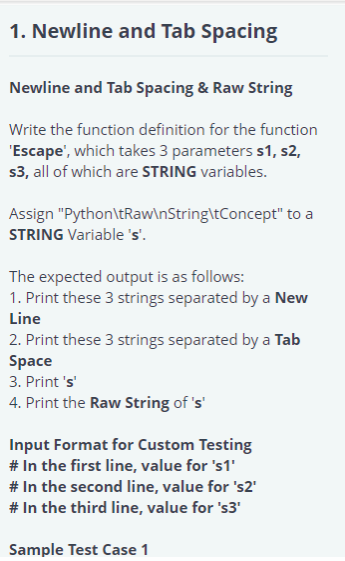 1. Newline and Tab Spacing
Newline and Tab Spacing & Raw String
Write the function definition for the function
'Escape', which takes 3 parameters s1, s2,
s3, all of which are STRING variables.
Assign "Python\tRaw\nString\tConcept" to a
STRING Variable 's'.
The expected output is as follows:
1. Print these 3 strings separated by a New
Line
2. Print these 3 strings separated by a Tab
Space
3. Print 's'
4. Print the Raw String of 's'
Input Format for Custom Testing
# In the first line, value for 's1'
# In the second line, value for 's2'
# In the third line, value for 's3'
Sample Test Case 1